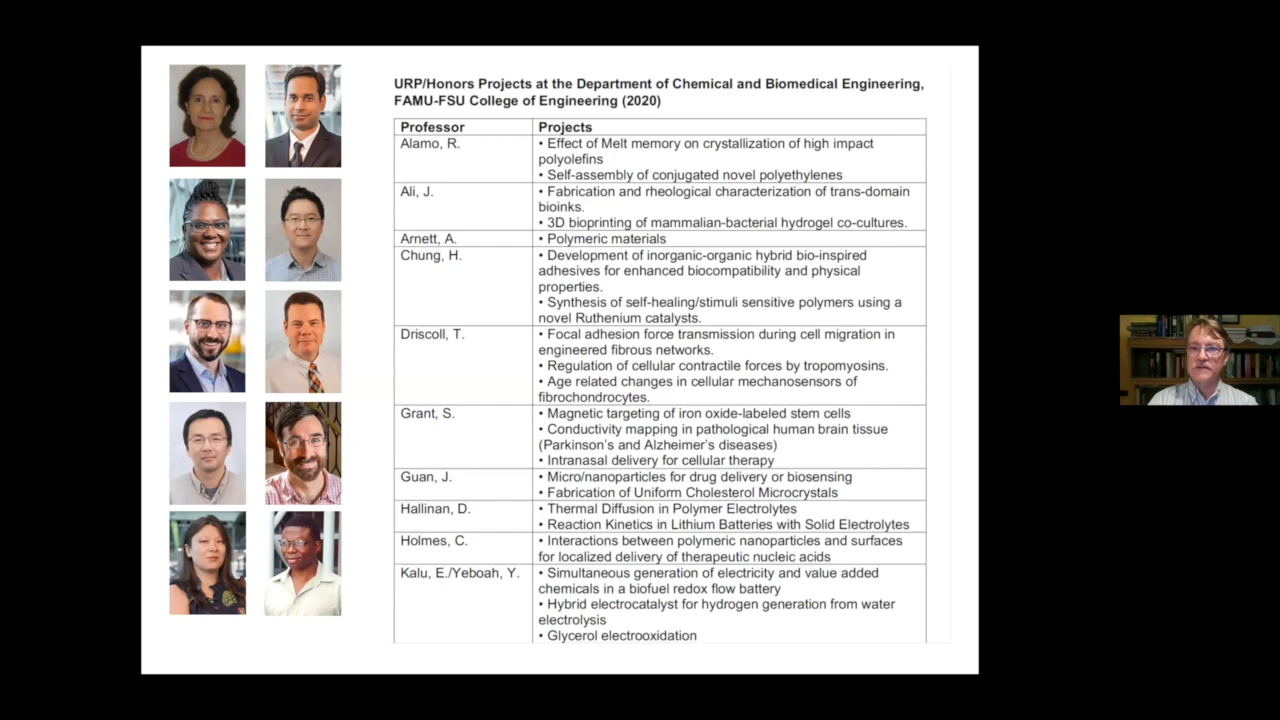 URP/Honors Projects at the Department of Chemical and Biomedical Engineering,
FAMU-FSU College of Engineering (2020)
Professor Projects
Alamo, R. • Effect of Melt memory on crystallization of high impact
polyolefins
• Self-assembly of conjugated novel polyethylenes
Ali, J. • Fabrication and rheological characterization of trans-domain
bioinks.
• 3D bioprinting of mammalian-bacterial hydrogel co-cultures.
Arnett, A. • Polymeric materials
Chung, H. • Development of inorganic-organic hybrid bio-inspired
adhesives for enhanced biocompatibility and physical
properties.
• Synthesis of self-healing/stimuli sensitive polymers using a
novel Ruthenium catalysts.
Driscoll, T. • Focal adhesion force transmission during cell migration in
engineered fibrous networks.
• Regulation of cellular contractile forces by tropomyosins.
• Age related changes in cellular mechanosensors of
fibrochondrocytes.
Grant, S. • Magnetic targeting of iron oxide-labeled stem cells
• Conductivity mapping in pathological human brain tissue
(Parkinson's and Alzheimer's diseases)
• Intranasal delivery for cellular therapy
Guan, J. • Micro/nanoparticles for drug delivery or biosensing
• Fabrication of Uniform Cholesterol Microcrystals
Hallinan, D. • Thermal Diffusion in Polymer Electrolytes
• Reaction Kinetics in Lithium Batteries with Solid Electrolytes
Holmes, C. • Interactions between polymeric nanoparticles and surfaces
for localized delivery of therapeutic nucleic acids
Kalu, E./Yeboah, Y. • Simultaneous generation of electricity and value added
chemicals in a biofuel redox flow battery
• Hybrid electrocatalyst for hydrogen generation from water
electrolysis
• Glycerol electrooxidation